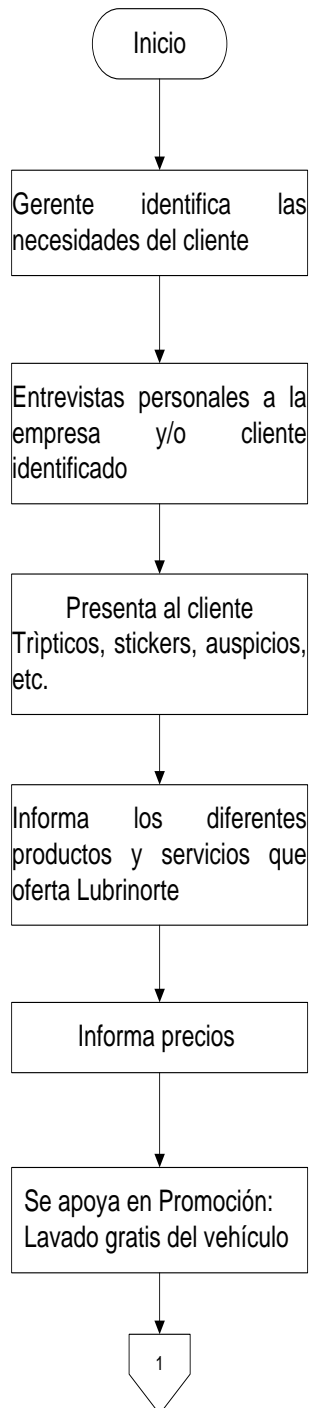 Inicio
Gerente identifica las
necesidades del cliente
Entrevistas personales a la
empresa y/o cliente
identificado
Presenta al cliente
Trìpticos, stickers, auspicios,
etc.
Informa los diferentes
productos y servicios que
oferta Lubrinorte
Informa precios
Se apoya en Promoción:
Lavado gratis del vehículo
1